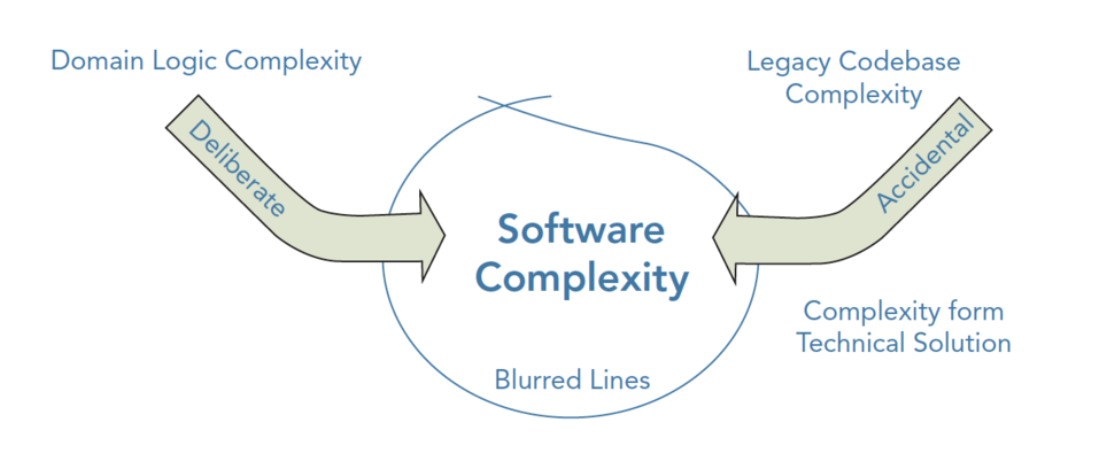 Domain Logic Complexity
Legacy Codebase
Complexity
Deliberate
Accidental
Software
Complexity
Complexity form
Technical Solution
Blurred Lines